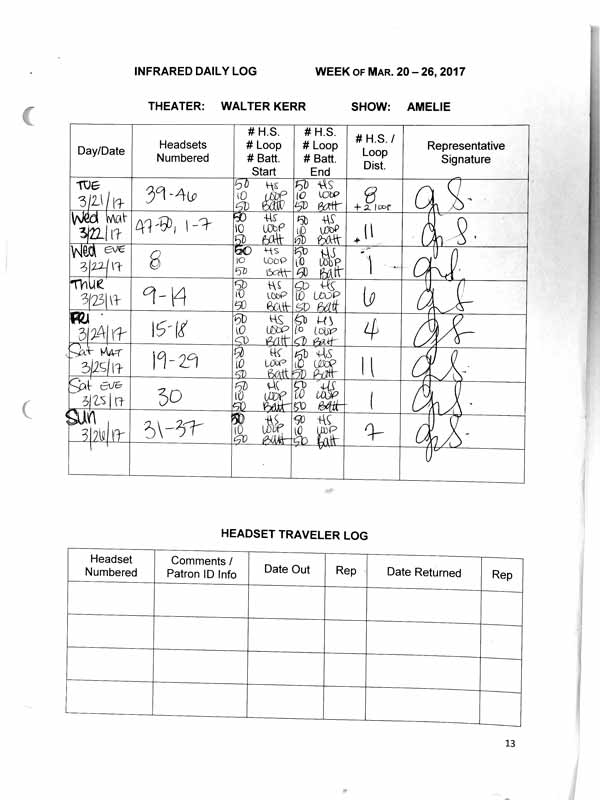 INFRARED DAILY LOG WEEK OF MAR. 20 – 26, 2017
THEATER: WALTER KERR SHOW: AMELIE
Day/Date
Headsets
Numbered
# H.S.
# Loop
# Batt.
Start
# H.S.
# Loop
# Batt.
End
# H.S. /
Loop
Dist.
Representative
Signature
TUE 50 HS 50 HS
3/21/17 39-46 10 LOOP 10 LOOP 8
50 Batt 50 Batt + 2 loop
Wed mat 50 HS 50 HS
3/22/17 47-50, 1-7 10 LOOP 10 LOOP 11
50 Batt 50 Batt
Wed EVE 50 HS 50 HS
3/22/17 8 10 LOOP 10 LOOP 1
50 Batt 50 Batt
THUR 50 HS 50 HS
3/23/17 9-14 10 LOOP 10 LOOP 6
50 Batt 50 Batt
FRI 50 HS 50 HS
3/24/17 15-18 10 LOOP 10 LOOP 4
50 Batt 50 Batt
Sat MAT 50 HS 50 HS
3/25/17 19-29 10 LOOP 10 LOOP 11
50 Batt 50 Batt
Sat EVE 50 HS 50 HS
3/25/17 30 10 LOOP 10 LOOP 1
50 Batt 50 Batt
Sun 50 HS 50 HS
3/26/17 31-37 10 LOOP 10 LOOP 7
50 Batt 50 Batt
HEADSET TRAVELER LOG
Headset
Numbered
Comments /
Patron ID Info
Date Out
Rep
Date Returned
Rep
13